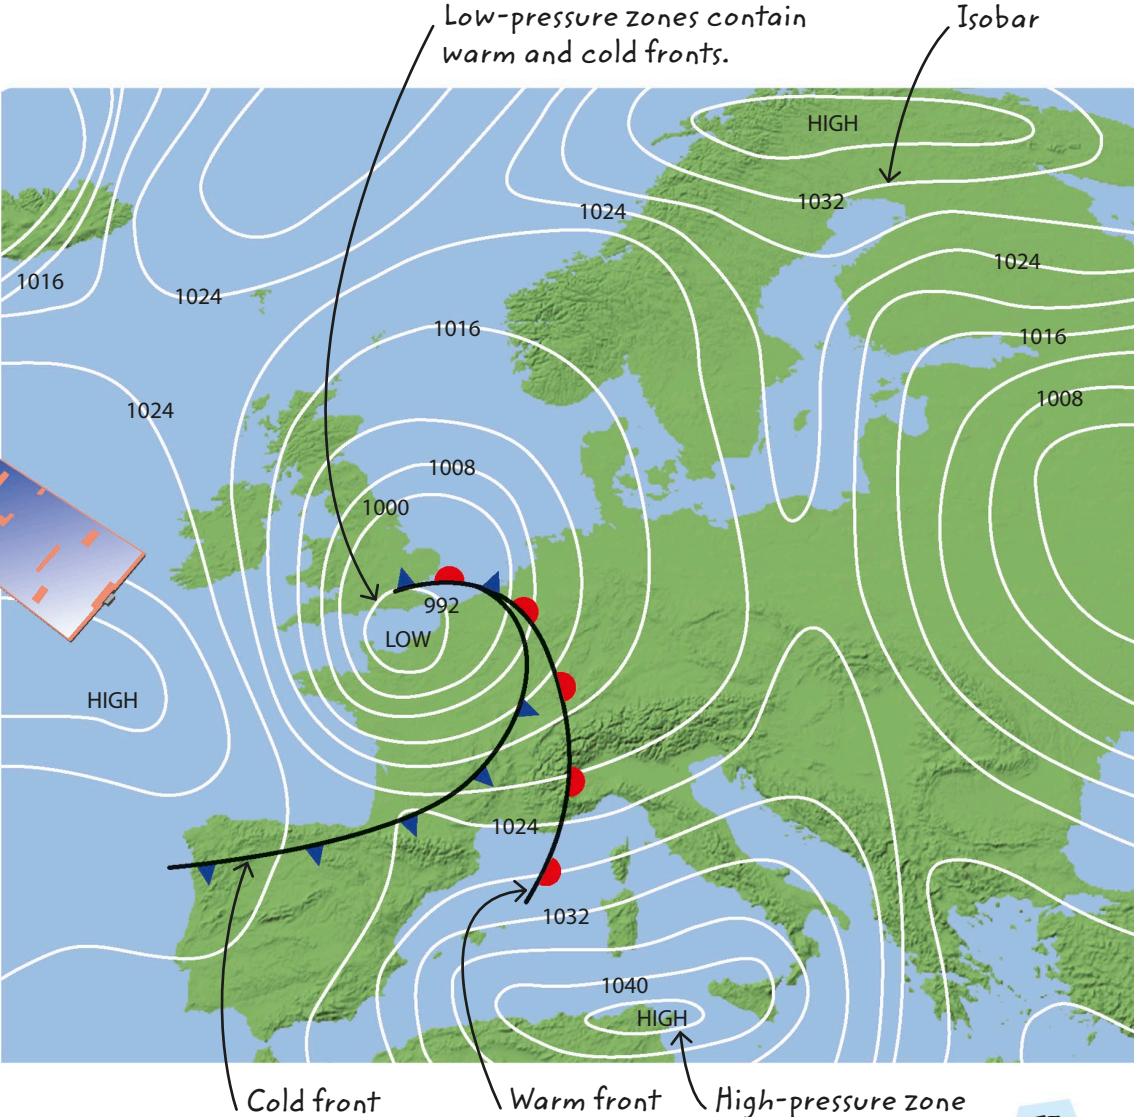 Low-pressure zones contain
warm and cold fronts.
Isobar
HIGH
1032
1024
1024
1016
1024
1016
1016
1024
1008
1008
1000
992
LOW
HIGH
1024
1032
1040
HIGH
Cold front
Warm front
High-pressure zone